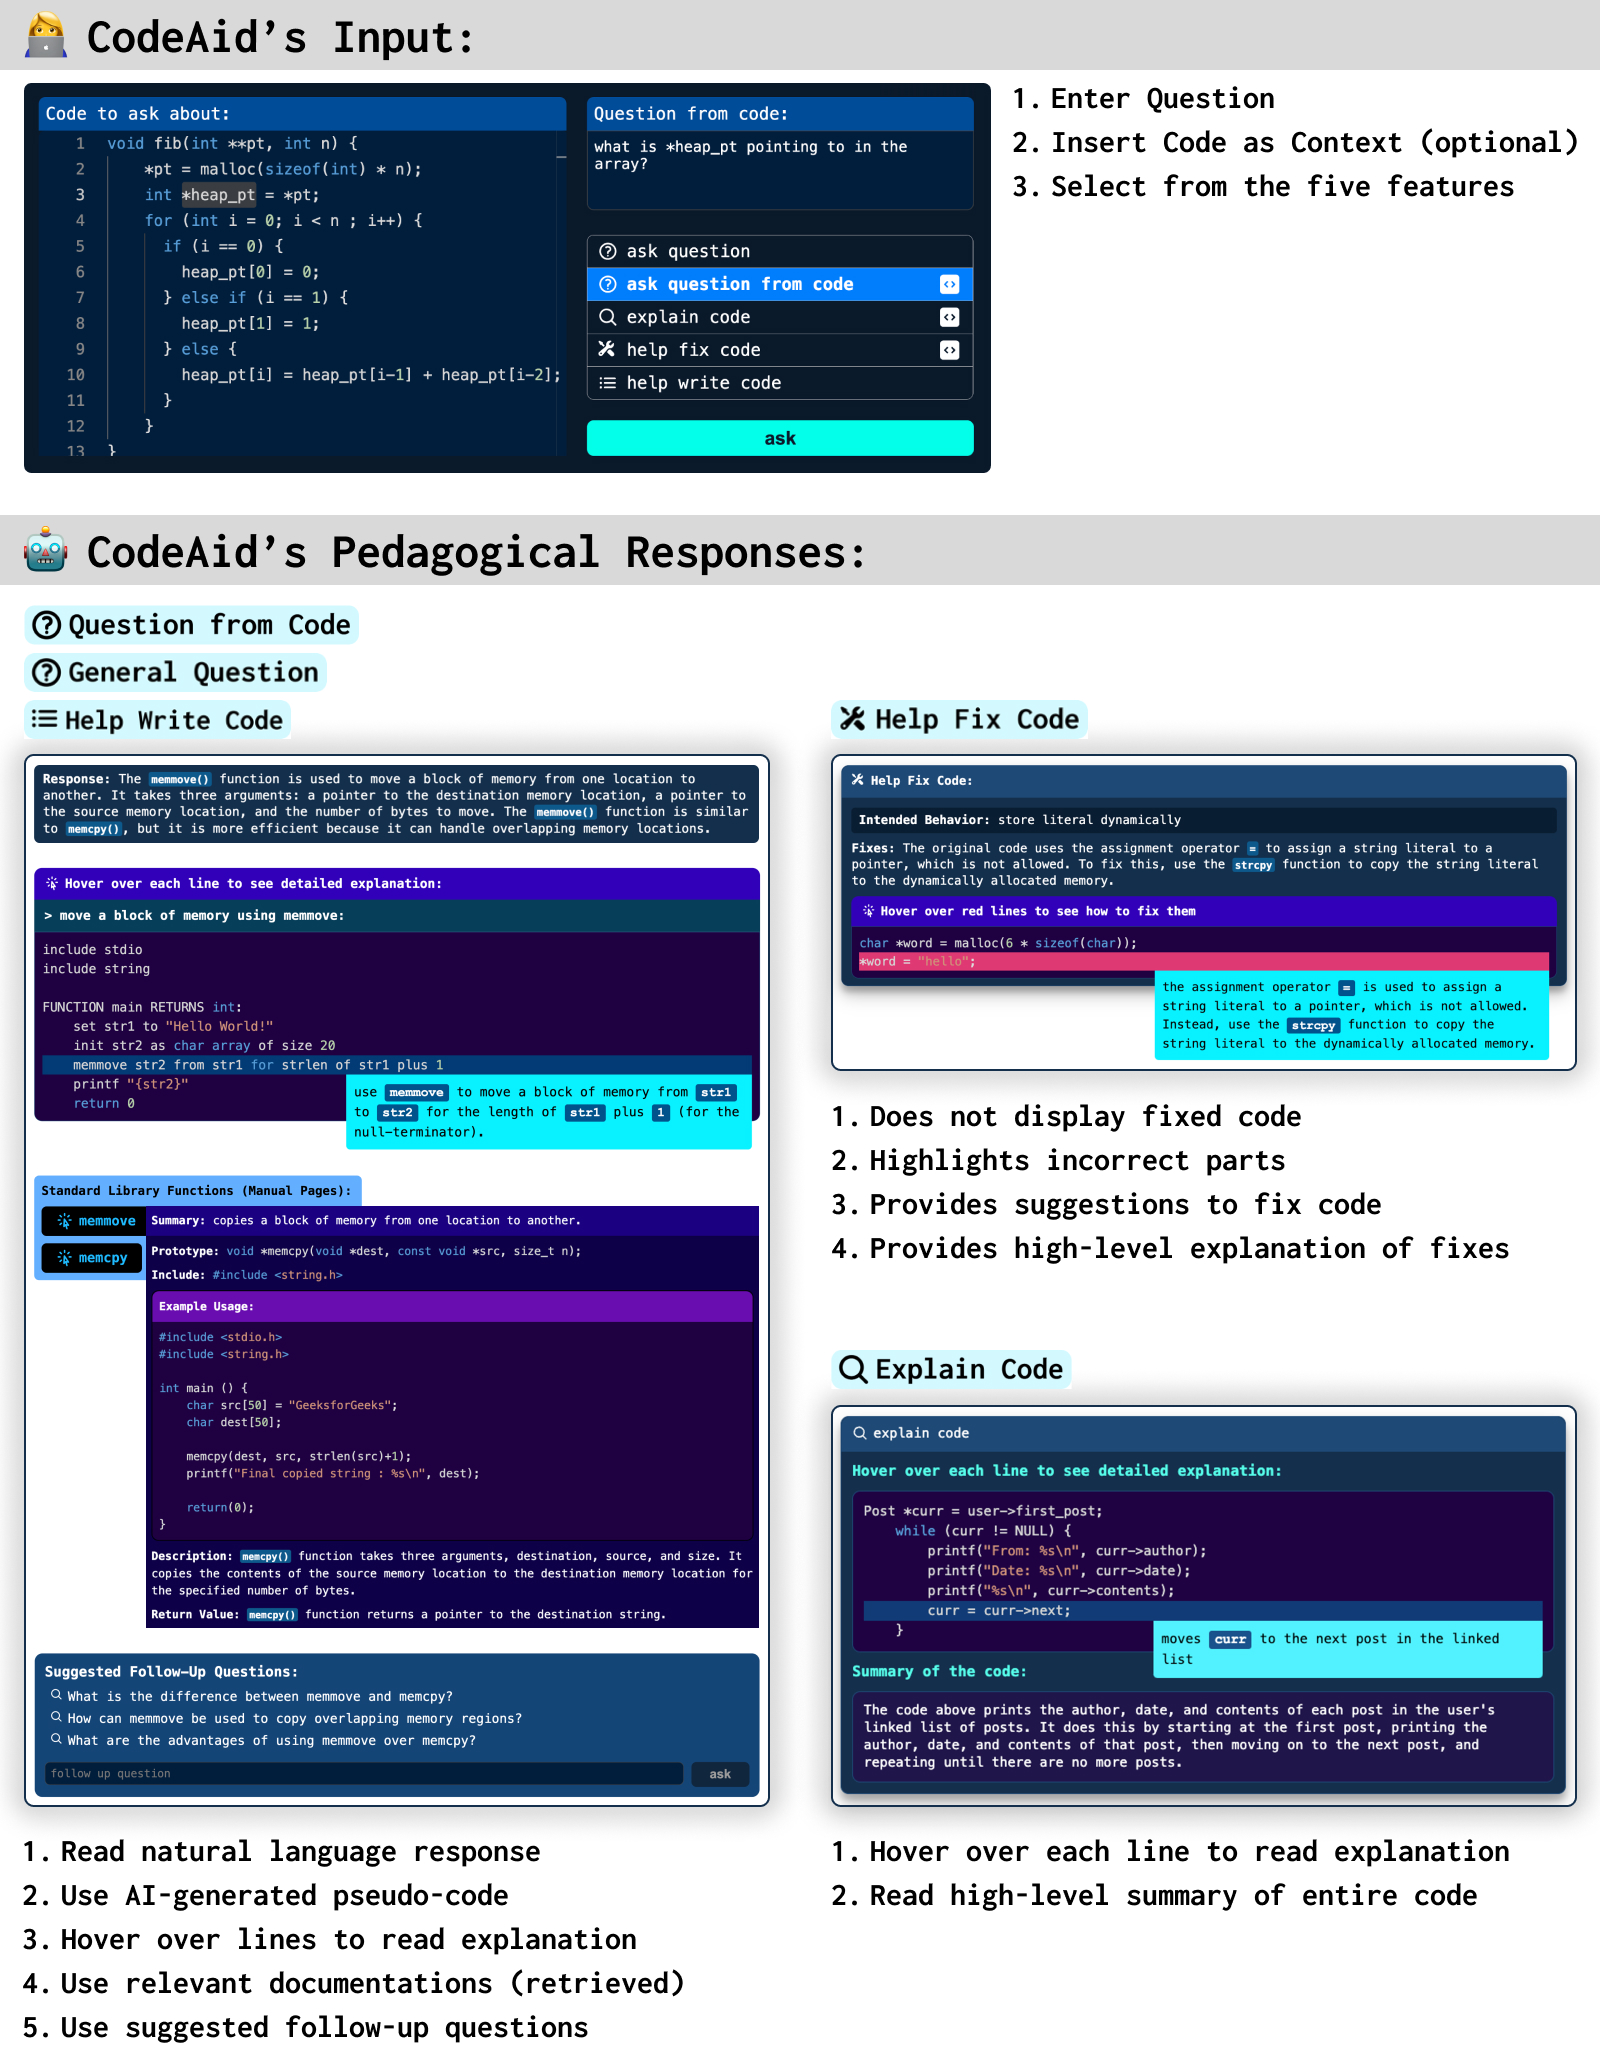 CodeAid’s Input:
Code to ask about:
1 void fib(int **pt, int n) {
2 *pt = malloc(sizeof(int) * n);
3 int *heap_pt = *pt;
4 for (int i = 0; i < n ; i++) {
5 if (i == 0) {
6 heap_pt[0] = 0;
7 } else if (i == 1) {
8 heap_pt[1] = 1;
9 } else {
10 heap_pt[i] = heap_pt[i-1] + heap_pt[i-2];
11 }
12 }
13 }
Question from code:
what is *heap_pt pointing to in the
array?
ask question
ask question from code
explain code
help fix code
help write code
ask
1. Enter Question
2. Insert Code as Context (optional)
3. Select from the five features
CodeAid’s Pedagogical Responses:
Question from Code
General Question
Help Write Code
Response: The memmove() function is used to move a block of memory from one location to
another. It takes three arguments: a pointer to the destination memory location, a pointer to
the source memory location, and the number of bytes to move. The memmove() function is similar
to memcpy(), but it is more efficient because it can handle overlapping memory locations.
Hover over each line to see detailed explanation:
> move a block of memory using memmove:
include stdio
include string
FUNCTION main RETURNS int:
set str1 to "Hello World!"
init str2 as char array of size 20
memmove str2 from str1 for strlen of str1 plus 1
printf "{str2}"
return 0
use memmove to move a block of memory from str1
to str2 for the length of str1 plus 1 (for the
null-terminator).
Standard Library Functions (Manual Pages):
memmove
memcpy
Summary: copies a block of memory from one location to another.
Prototype: void *memcpy(void *dest, const void *src, size_t n);
Include: #include <string.h>
Example Usage:
#include <stdio.h>
#include <string.h>
int main () {
char src[50] = "GeeksforGeeks";
char dest[50];
memcpy(dest, src, strlen(src)+1);
printf("Final copied string : %s\n", dest);
return(0);
}
Description: memcpy() function takes three arguments, destination, source, and size. It
copies the contents of the source memory location to the destination memory location for
the specified number of bytes.
Return Value: memcpy() function returns a pointer to the destination string.
Suggested Follow-Up Questions:
What is the difference between memmove and memcpy?
How can memmove be used to copy overlapping memory regions?
What are the advantages of using memmove over memcpy?
follow up question
ask
1. Read natural language response
2. Use AI-generated pseudo-code
3. Hover over lines to read explanation
4. Use relevant documentations (retrieved)
5. Use suggested follow-up questions
Help Fix Code
Help Fix Code:
Intended Behavior: store literal dynamically
Fixes: The original code uses the assignment operator = to assign a string literal to a
pointer, which is not allowed. To fix this, use the strcpy function to copy the string literal
to the dynamically allocated memory.
Hover over red lines to see how to fix them
char *word = malloc(6 * sizeof(char));
*word = "hello";
the assignment operator = is used to assign a
string literal to a pointer, which is not allowed.
Instead, use the strcpy function to copy the
string literal to the dynamically allocated memory.
1. Does not display fixed code
2. Highlights incorrect parts
3. Provides suggestions to fix code
4. Provides high-level explanation of fixes
Explain Code
explain code
Hover over each line to see detailed explanation:
Post *curr = user->first_post;
while (curr != NULL) {
printf("From: %s\n", curr->author);
printf("Date: %s\n", curr->date);
printf("%s\n", curr->contents);
curr = curr->next;
}
moves curr to the next post in the linked
list
Summary of the code:
The code above prints the author, date, and contents of each post in the user's
linked list of posts. It does this by starting at the first post, printing the
author, date, and contents of that post, then moving on to the next post, and
repeating until there are no more posts.
1. Hover over each line to read explanation
2. Read high-level summary of entire code